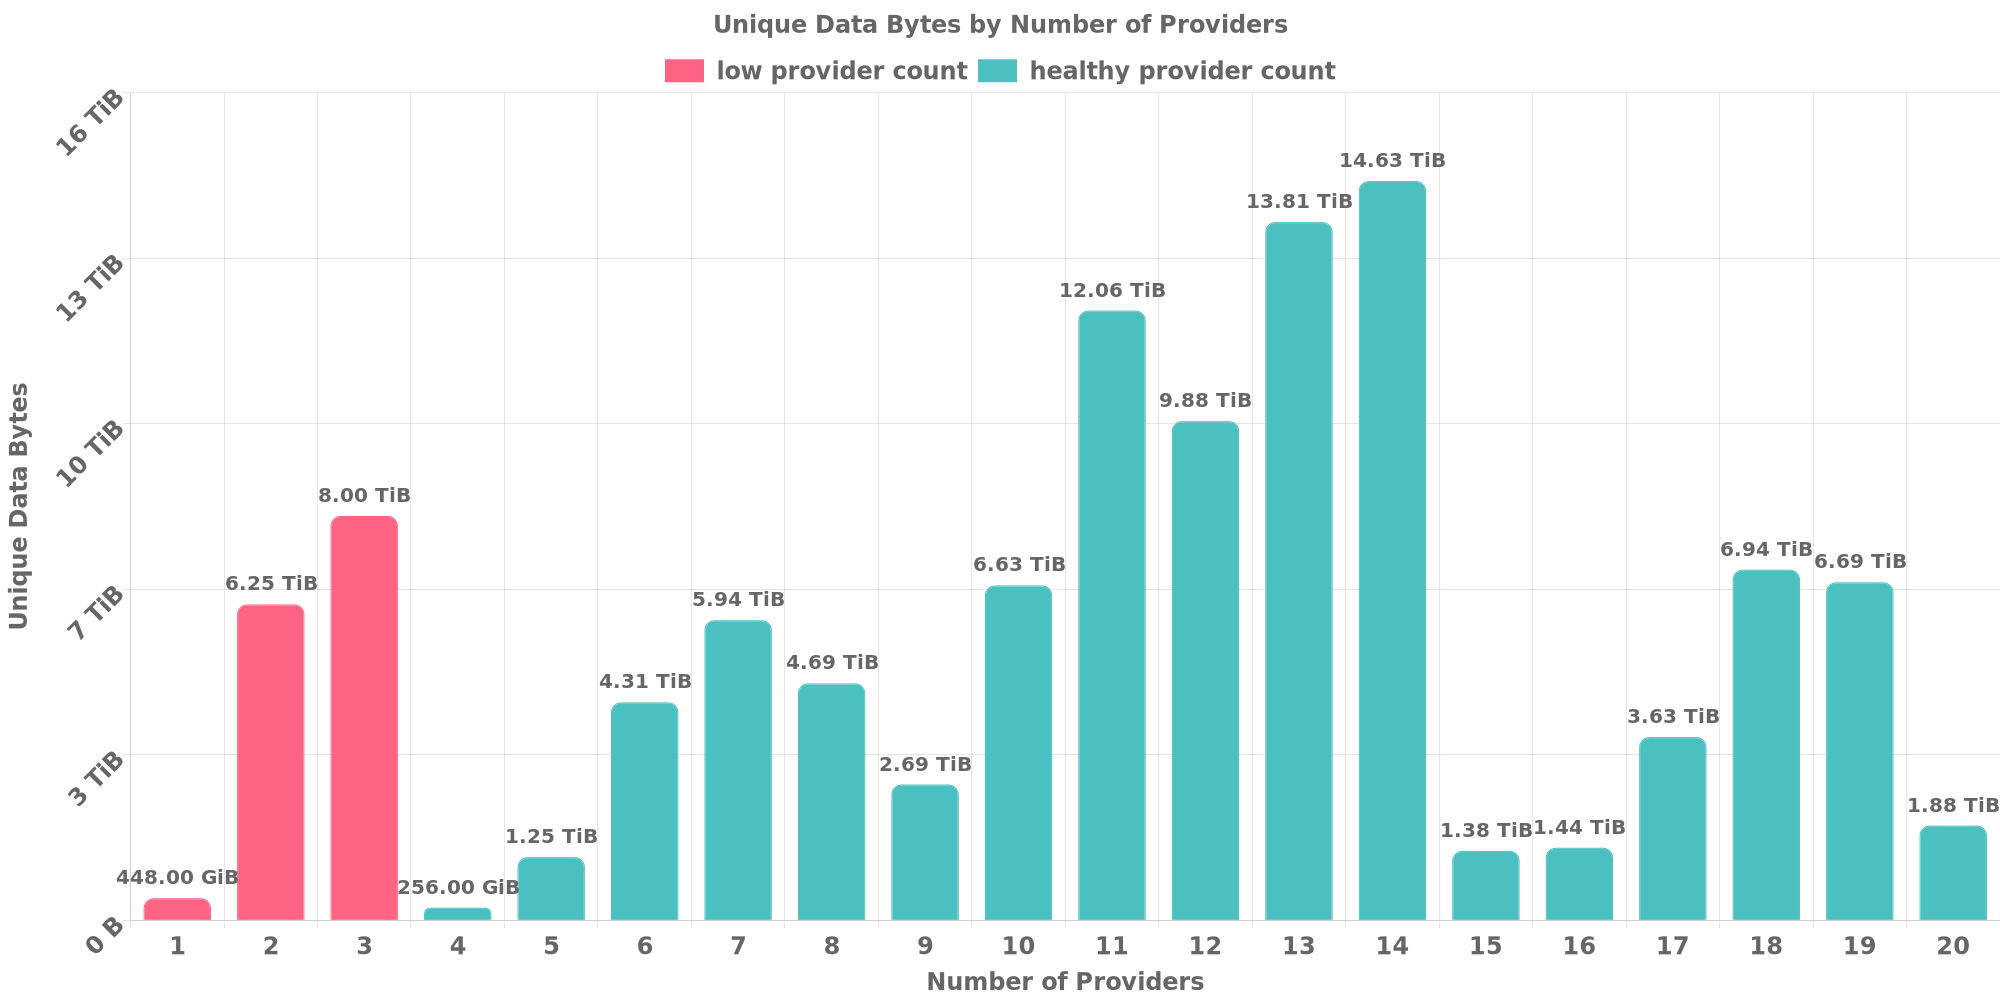 Unique Data Bytes by Number of Providers
low provider count healthy provider count
Unique Data Bytes
16 TiB
13 TiB
10 TiB
7 TiB
3 TiB
0 B
448.00 GiB
6.25 TiB
8.00 TiB
256.00 GiB
1.25 TiB
4.31 TiB
5.94 TiB
4.69 TiB
2.69 TiB
6.63 TiB
12.06 TiB
9.88 TiB
13.81 TiB
14.63 TiB
1.38 TiB
1.44 TiB
3.63 TiB
6.94 TiB
6.69 TiB
1.88 TiB
1 2 3 4 5 6 7 8 9 10 11 12 13 14 15 16 17 18 19 20
Number of Providers